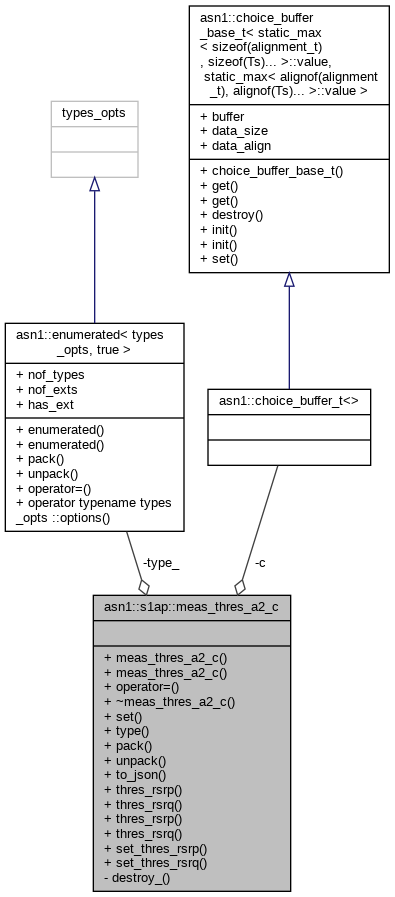 asn1::choice_buffer
_base_t< static_max
< sizeof(alignment_t)
, sizeof(Ts)... >::value,
static_max< alignof(alignment
_t), alignof(Ts)... >::value >
+ buffer
+ data_size
+ data_align
+ choice_buffer_base_t()
+ get()
+ get()
+ destroy()
+ init()
+ init()
+ set()
types_opts
asn1::enumerated< types
_opts, true >
+ nof_types
+ nof_exts
+ has_ext
+ enumerated()
+ enumerated()
+ pack()
+ unpack()
+ operator=()
+ operator typename types
_opts ::options()
asn1::choice_buffer_t<>
-type_
-c
asn1::s1ap::meas_thres_a2_c
+ meas_thres_a2_c()
+ meas_thres_a2_c()
+ operator=()
+ ~meas_thres_a2_c()
+ set()
+ type()
+ pack()
+ unpack()
+ to_json()
+ thres_rsrp()
+ thres_rsrq()
+ thres_rsrp()
+ thres_rsrq()
+ set_thres_rsrp()
+ set_thres_rsrq()
- destroy_()